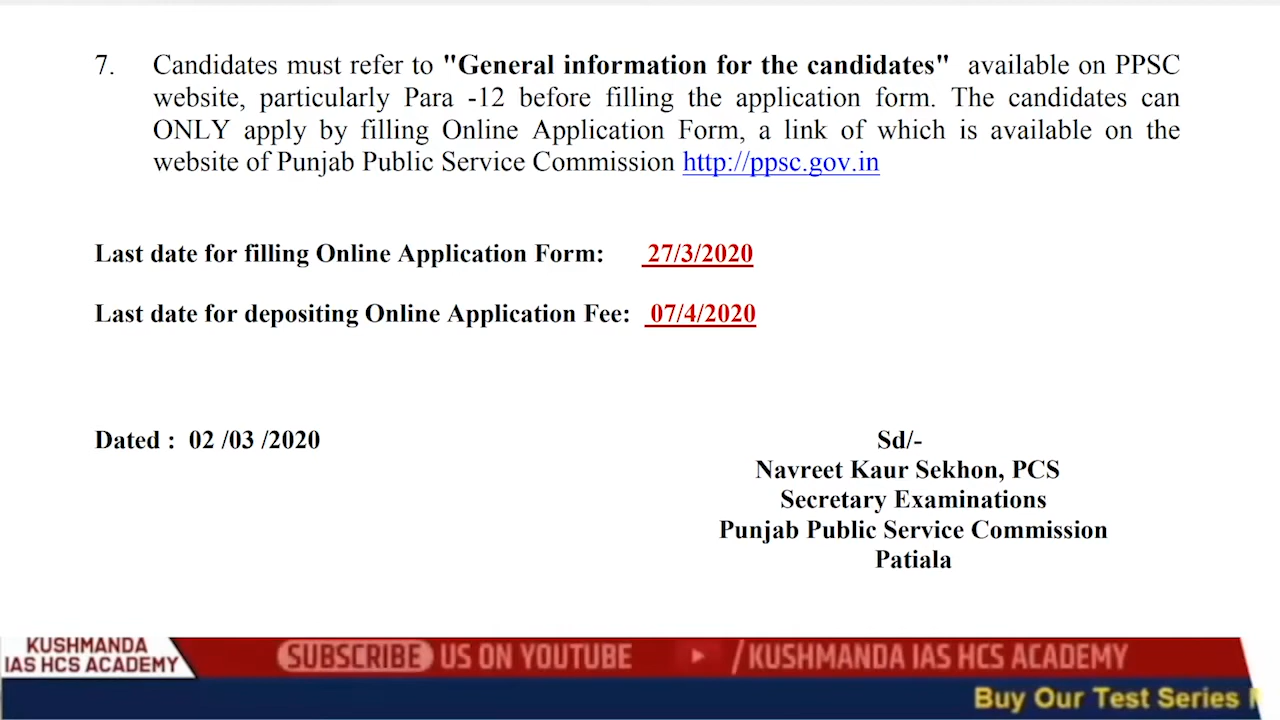 7. Candidates must refer to "General information for the candidates" available on PPSC
website, particularly Para -12 before filling the application form. The candidates can
ONLY apply by filling Online Application Form, a link of which is available on the
website of Punjab Public Service Commission http://ppsc.gov.in
Last date for filling Online Application Form: 27/3/2020
Last date for depositing Online Application Fee: 07/4/2020
Dated : 02 /03 /2020
Sd/-
Navreet Kaur Sekhon, PCS
Secretary Examinations
Punjab Public Service Commission
Patiala
KUSHMANDA
IAS HCS ACADEMY
SUBSCRIBE US ON YOUTUBE
/KUSHMANDA IAS HCS ACADEMY
Buy Our Test Series